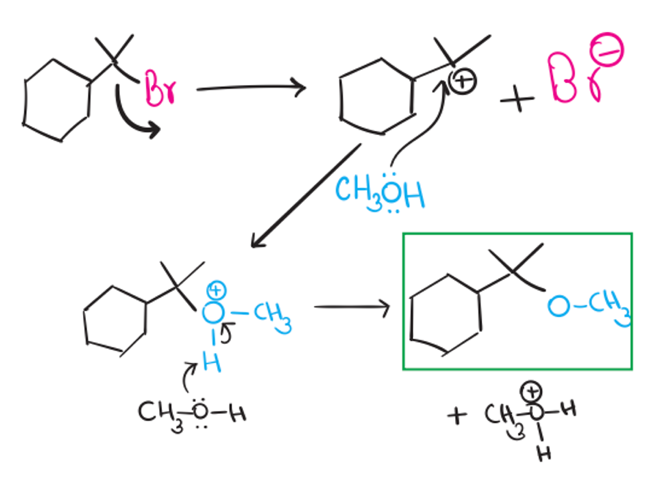 Br
⊕
+ Br⊖
CH₃ÖH
⊕
O-CH₃
H
CH₃-Ö-H
O-CH₃
⊕
+ CH₃-O-H
H